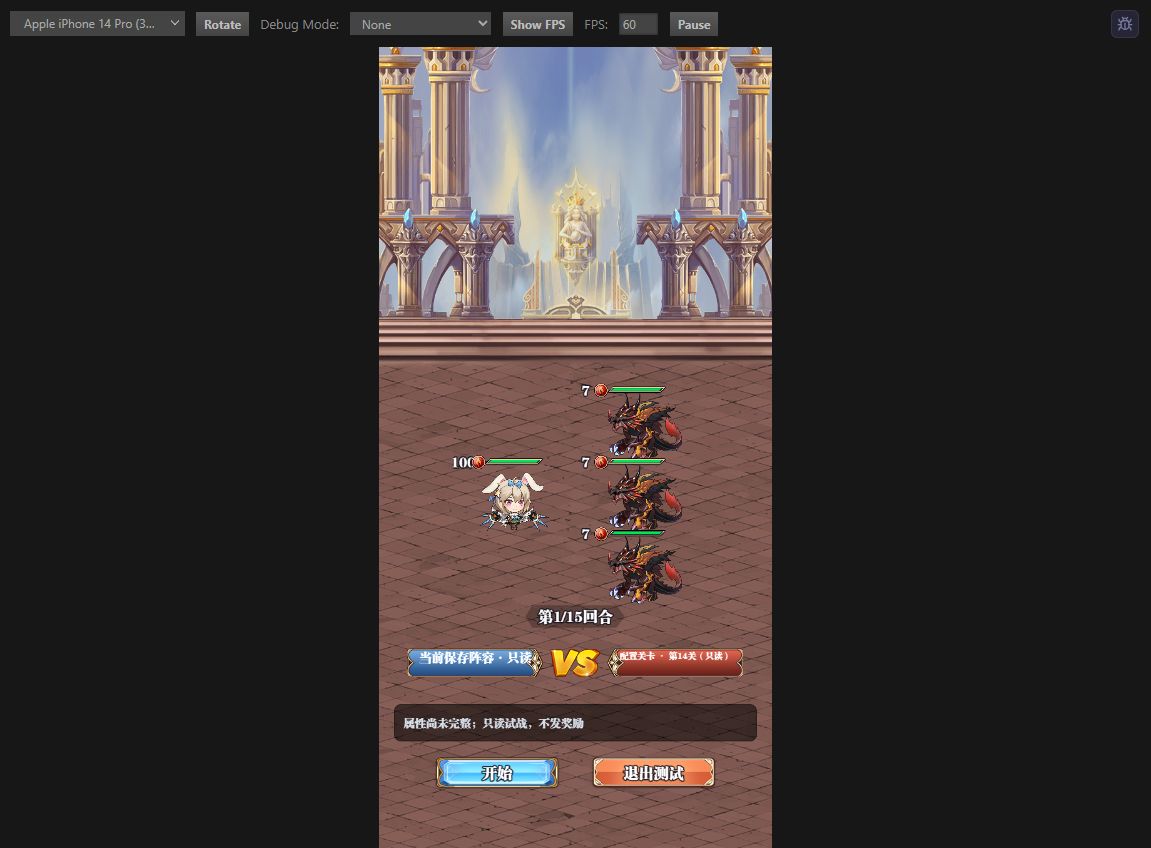 Apple iPhone 14 Pro (3...
Rotate
Debug Mode:
None
Show FPS
FPS:
60
Pause
7
100
7
7
第1/15回合
当前保存阵容·只读
VS
配置关卡 · 第14关（只读）
属性尚未完整；只读试战，不发奖励
开始
退出测试